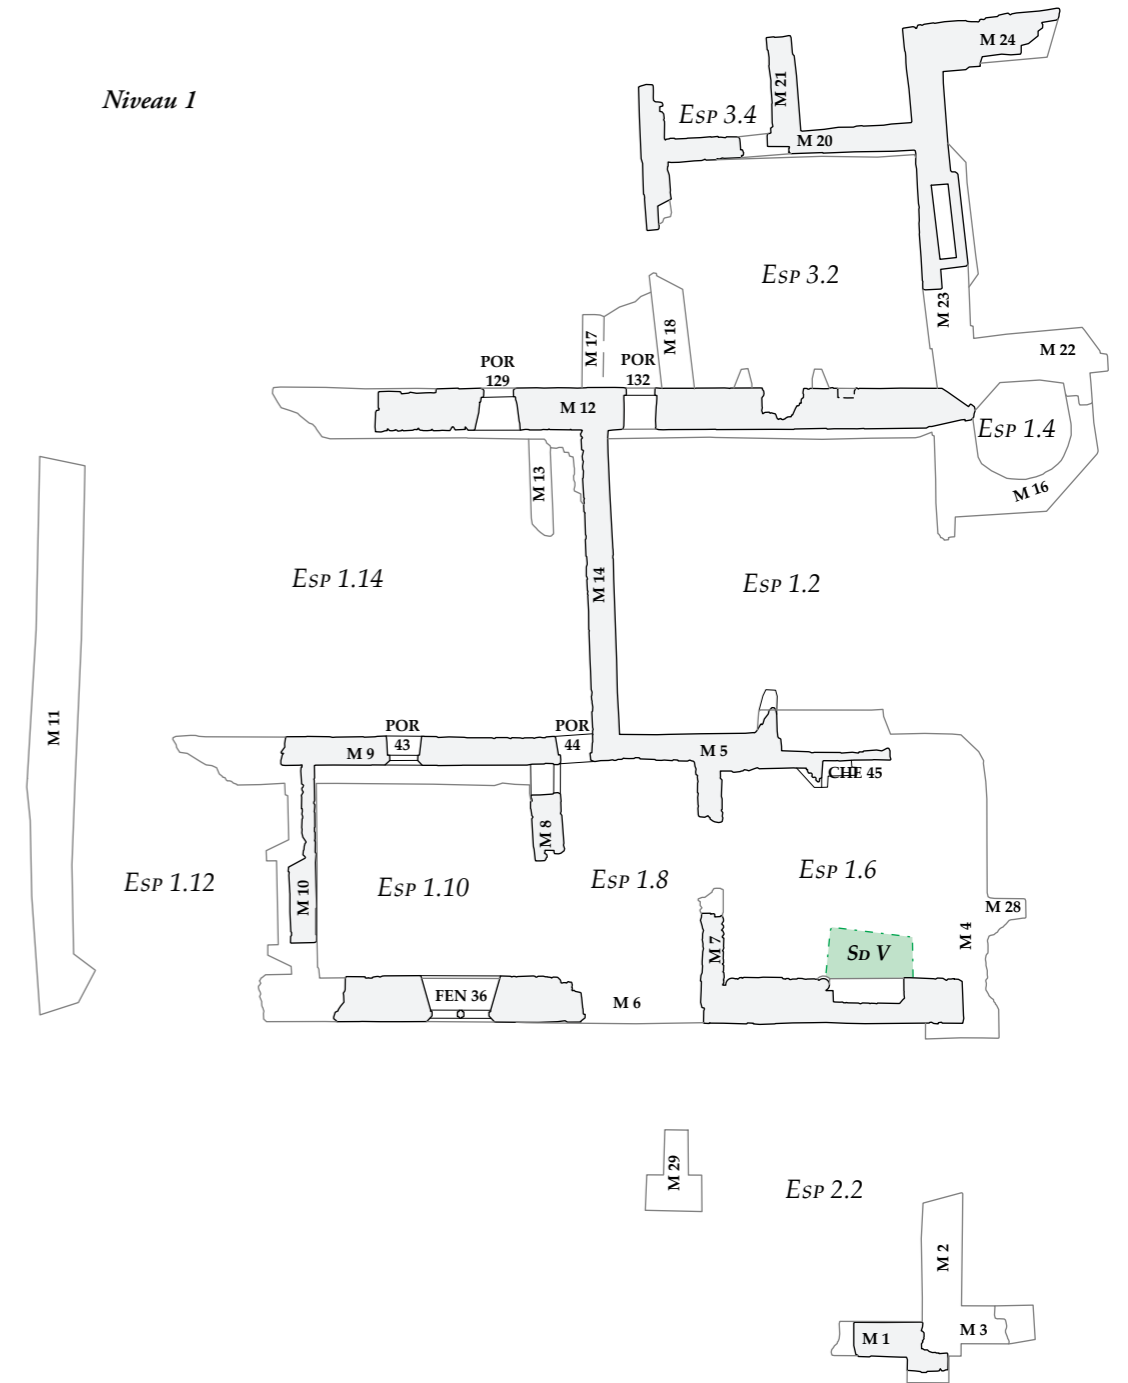 Niveau 1
M 24
M 21
Esp 3.4
M 20
Esp 3.2
M 23
M 22
M 17
M 18
POR
129
POR
132
M 12
Esp 1.4
M 16
M 13
Esp 1.14
M 14
Esp 1.2
M 11
POR
43
POR
44
M 9
M 5
CHE 45
M 8
Esp 1.12
M 10
Esp 1.10
Esp 1.8
Esp 1.6
M 28
M 4
M 7
Sd V
FEN 36
M 6
M 29
Esp 2.2
M 2
M 1
M 3